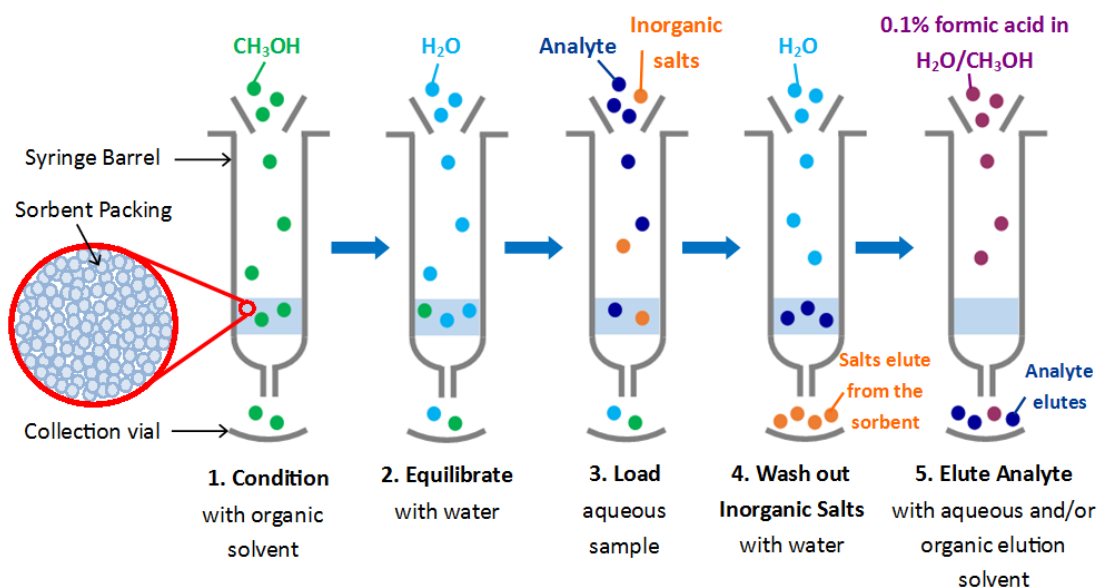 CH₃OH
H₂O
Analyte
Inorganic
salts
H₂O
0.1% formic acid in
H₂O/CH₃OH
Syringe Barrel
Sorbent Packing
Collection vial
Salts elute
from the
sorbent
Analyte
elutes
1. Condition
with organic
solvent
2. Equilibrate
with water
3. Load
aqueous
sample
4. Wash out
Inorganic Salts
with water
5. Elute Analyte
with aqueous and/or
organic elution
solvent